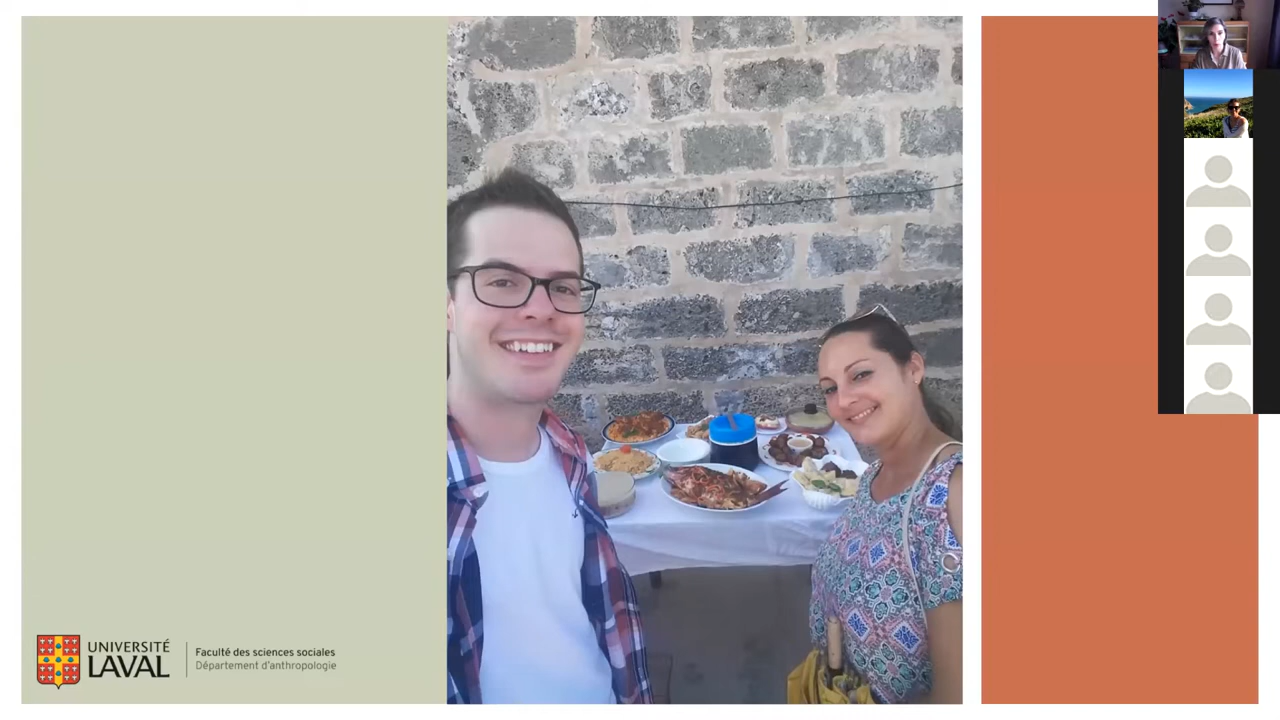 UNIVERSITÉ
LAVAL
Faculté des sciences sociales
Département d'anthropologie